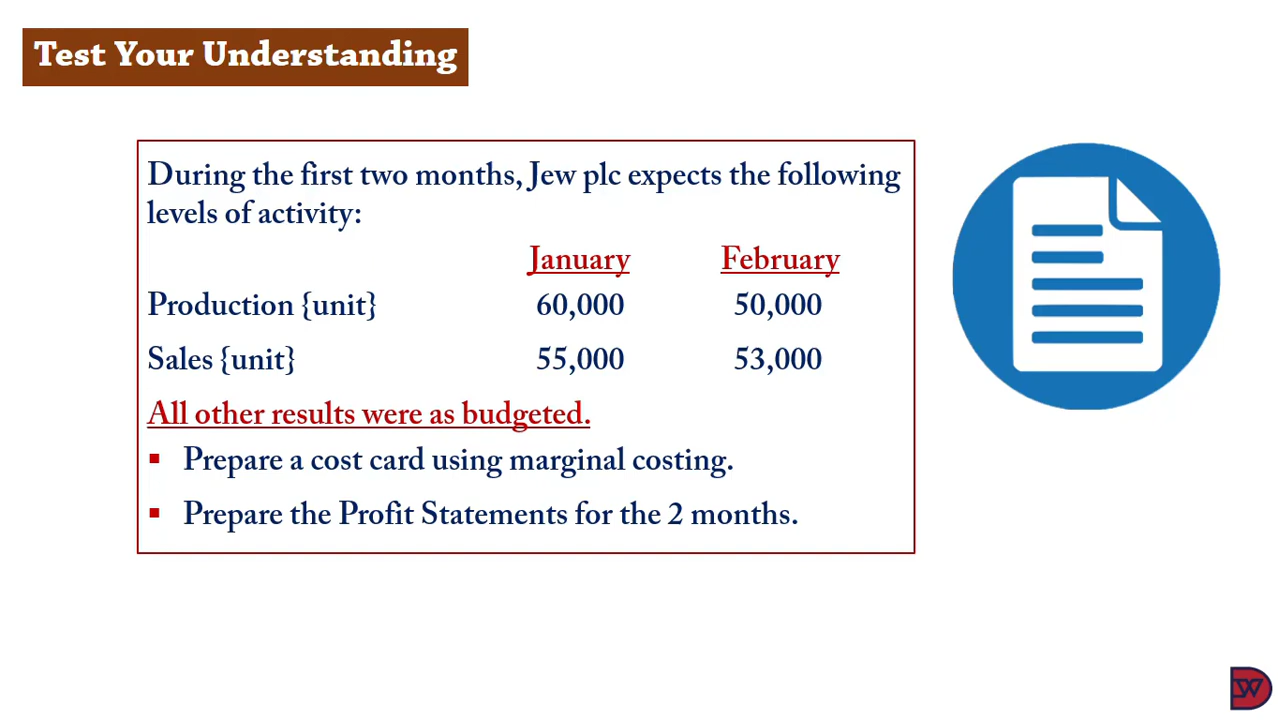 Test Your Understanding
During the first two months, Jew plc expects the following
levels of activity:
January February
Production {unit} 60,000 50,000
Sales {unit} 55,000 53,000
All other results were as budgeted.
▪ Prepare a cost card using marginal costing.
▪ Prepare the Profit Statements for the 2 months.
DW